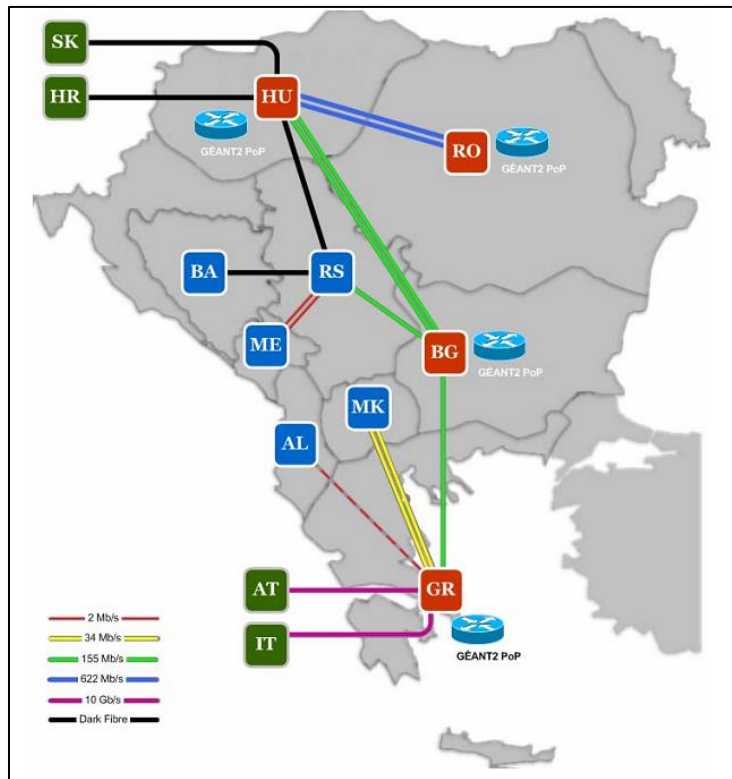 SK
HR
HU
GÉANT2 PoP
RO
GÉANT2 PoP
BA
RS
ME
BG
GÉANT2 PoP
MK
AL
AT
GR
IT
GÉANT2 PoP
2 Mb/s
34 Mb/s
155 Mb/s
622 Mb/s
10 Gb/s
Dark Fibre